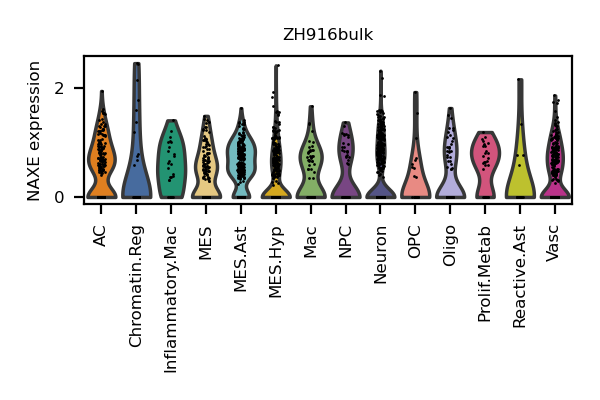 ZH916bulk
NAXE expression
2
0
AC
Chromatin.Reg
Inflammatory.Mac
MES
MES.Ast
MES.Hyp
Mac
NPC
Neuron
OPC
Oligo
Prolif.Metab
Reactive.Ast
Vasc